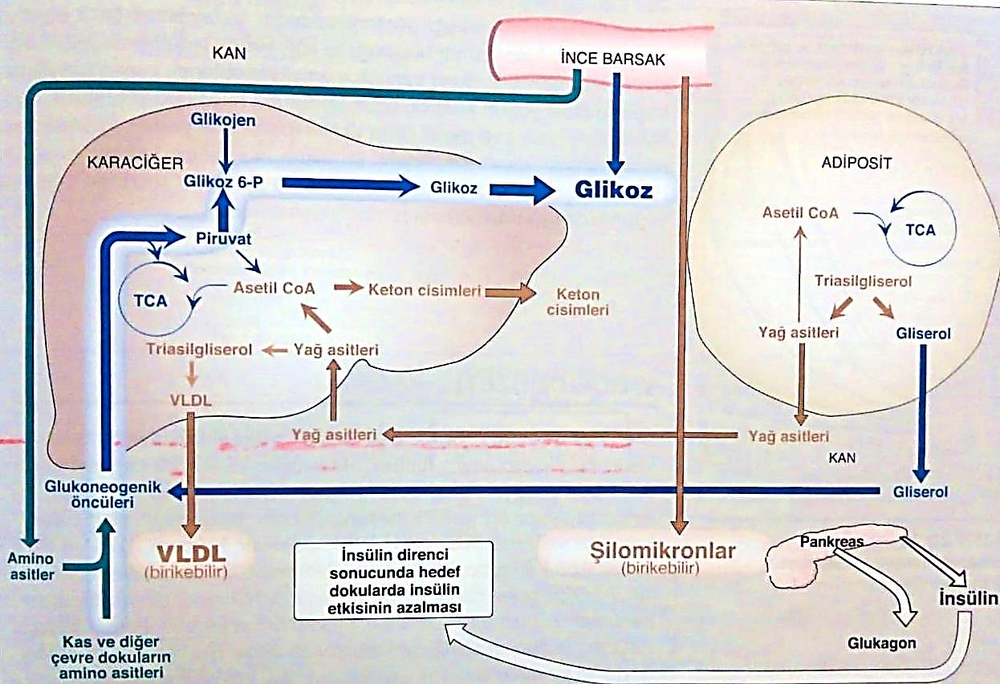 KAN
İNCE BARSAK
Glikojen
KARACİĞER
Glikoz 6-P
Glikoz
Glikoz
Piruvat
TCA
Asetil CoA
Keton cisimleri
Keton
cisimleri
Triasilgliserol
Yağ asitleri
VLDL
Yağ asitleri
ADİPOSİT
Asetil CoA
TCA
Triasilgliserol
Yağ asitleri
Gliserol
Yağ asitleri
KAN
Gliserol
Glukoneogenik
öncüleri
Amino
asitler
VLDL
(birikebilir)
İnsülin direnci
sonucunda hedef
dokularda insülin
etkisinin azalması
Şilomikronlar
(birikebilir)
Pankreas
İnsülin
Glukagon
Kas ve diğer
çevre dokuların
amino asitleri